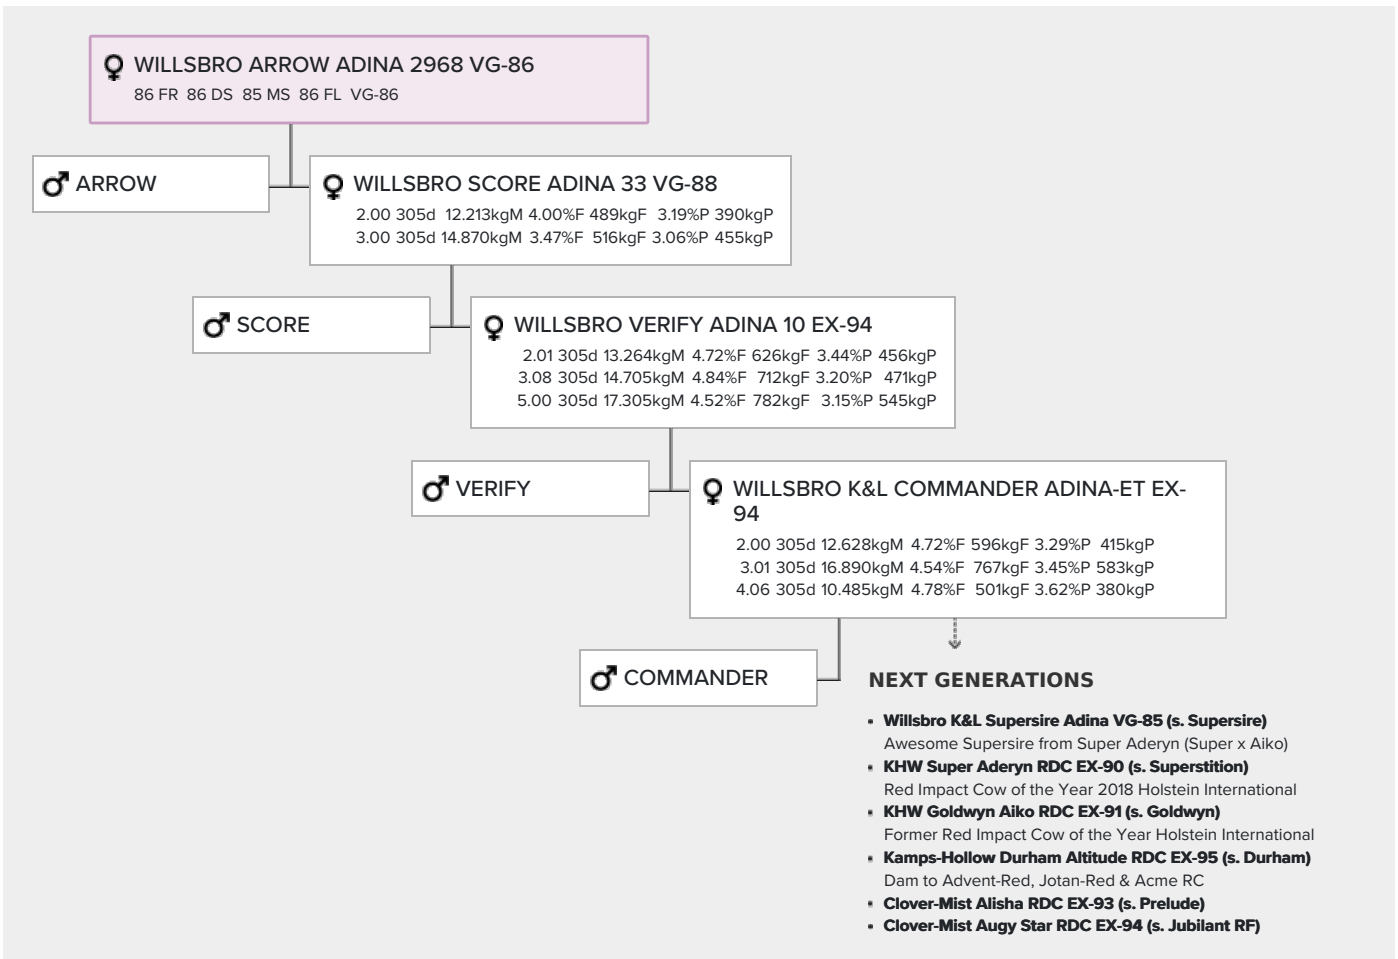 WILLSBRO ARROW ADINA 2968 VG-86
86 FR 86 DS 85 MS 86 FL VG-86
ARROW
WILLSBRO SCORE ADINA 33 VG-88
2.00 305d 12.213kgM 4.00%F 489kgF 3.19%P 390kgP
3.00 305d 14.870kgM 3.47%F 516kgF 3.06%P 455kgP
SCORE
WILLSBRO VERIFY ADINA 10 EX-94
2.01 305d 13.264kgM 4.72%F 626kgF 3.44%P 456kgP
3.08 305d 14.705kgM 4.84%F 712kgF 3.20%P 471kgP
5.00 305d 17.305kgM 4.52%F 782kgF 3.15%P 545kgP
VERIFY
WILLSBRO K&L COMMANDER ADINA-ET EX-
94
2.00 305d 12.628kgM 4.72%F 596kgF 3.29%P 415kgP
3.01 305d 16.890kgM 4.54%F 767kgF 3.45%P 583kgP
4.06 305d 10.485kgM 4.78%F 501kgF 3.62%P 380kgP
COMMANDER
NEXT GENERATIONS
• Willsbro K&L Supersire Adina VG-85 (s. Supersire)
Awesome Supersire from Super Aderyn (Super x Aiko)
• KHW Super Aderyn RDC EX-90 (s. Superstition)
Red Impact Cow of the Year 2018 Holstein International
• KHW Goldwyn Aiko RDC EX-91 (s. Goldwyn)
Former Red Impact Cow of the Year Holstein International
• Kamps-Hollow Durham Altitude RDC EX-95 (s. Durham)
Dam to Advent-Red, Jotan-Red & Acme RC
• Clover-Mist Alisha RDC EX-93 (s. Prelude)
• Clover-Mist Augy Star RDC EX-94 (s. Jubilant RF)